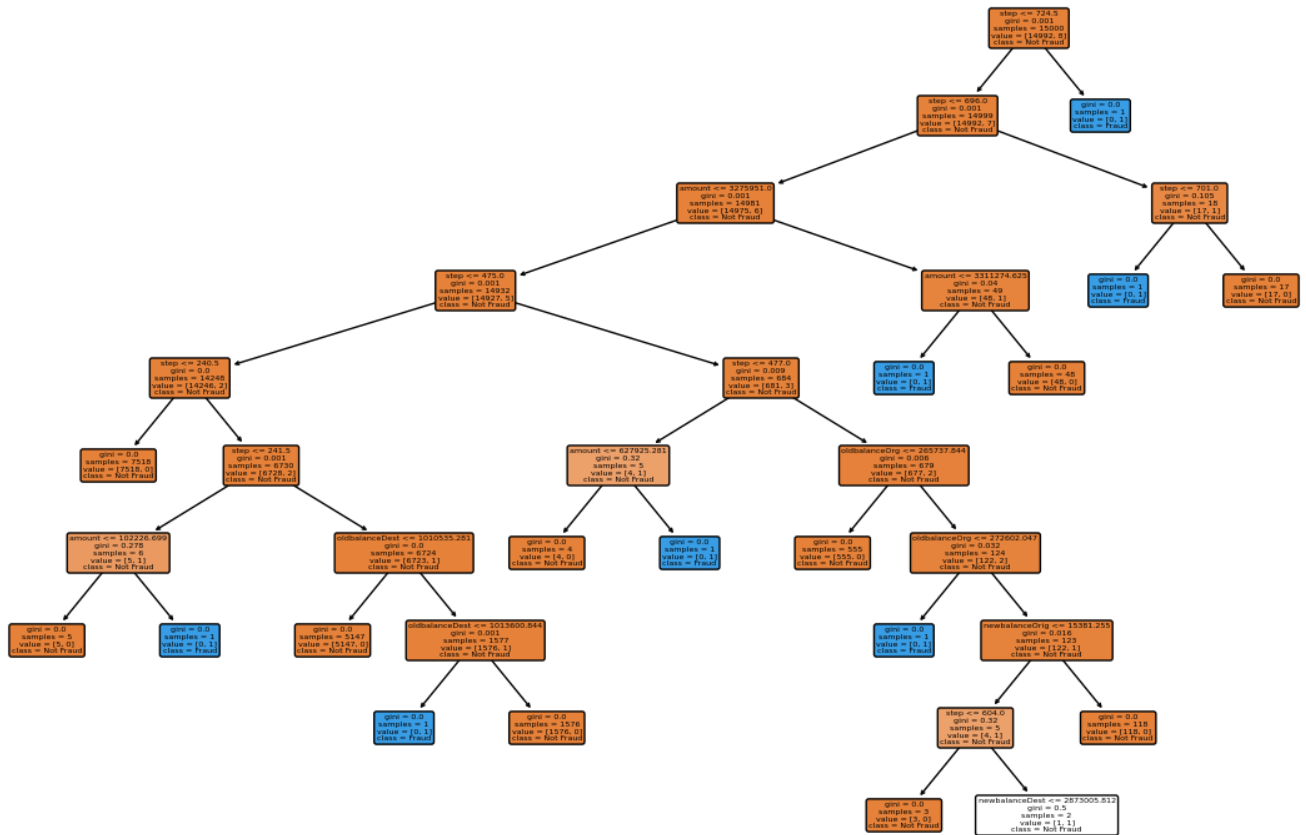 step <= 724.5
gini = 0.001
samples = 15000
value = [14992, 8]
class = Not Fraud
step <= 696.0
gini = 0.001
samples = 14999
value = [14992, 7]
class = Not Fraud
gini = 0.0
samples = 1
value = [0, 1]
class = Fraud
amount <= 3275951.0
gini = 0.001
samples = 14981
value = [14975, 6]
class = Not Fraud
step <= 701.0
gini = 0.105
samples = 18
value = [17, 1]
class = Not Fraud
step <= 475.0
gini = 0.001
samples = 14932
value = [14927, 5]
class = Not Fraud
amount <= 3311274.625
gini = 0.04
samples = 49
value = [48, 1]
class = Not Fraud
gini = 0.0
samples = 1
value = [0, 1]
class = Fraud
gini = 0.0
samples = 17
value = [17, 0]
class = Not Fraud
step <= 240.5
gini = 0.0
samples = 14248
value = [14246, 2]
class = Not Fraud
step <= 477.0
gini = 0.009
samples = 684
value = [681, 3]
class = Not Fraud
gini = 0.0
samples = 1
value = [0, 1]
class = Fraud
gini = 0.0
samples = 48
value = [48, 0]
class = Not Fraud
gini = 0.0
samples = 7518
value = [7518, 0]
class = Not Fraud
step <= 241.5
gini = 0.001
samples = 6730
value = [6728, 2]
class = Not Fraud
amount <= 627925.281
gini = 0.32
samples = 5
value = [4, 1]
class = Not Fraud
oldbalanceOrg <= 265737.844
gini = 0.006
samples = 679
value = [677, 2]
class = Not Fraud
amount <= 102226.699
gini = 0.278
samples = 6
value = [5, 1]
class = Not Fraud
oldbalanceDest <= 1010535.281
gini = 0.0
samples = 6724
value = [6723, 1]
class = Not Fraud
gini = 0.0
samples = 4
value = [4, 0]
class = Not Fraud
gini = 0.0
samples = 1
value = [0, 1]
class = Fraud
gini = 0.0
samples = 555
value = [555, 0]
class = Not Fraud
oldbalanceOrg <= 272602.047
gini = 0.032
samples = 124
value = [122, 2]
class = Not Fraud
gini = 0.0
samples = 5
value = [5, 0]
class = Not Fraud
gini = 0.0
samples = 1
value = [0, 1]
class = Fraud
gini = 0.0
samples = 5147
value = [5147, 0]
class = Not Fraud
oldbalanceDest <= 1013600.844
gini = 0.001
samples = 1577
value = [1576, 1]
class = Not Fraud
gini = 0.0
samples = 1
value = [0, 1]
class = Fraud
newbalanceOrig <= 15381.255
gini = 0.016
samples = 123
value = [122, 1]
class = Not Fraud
gini = 0.0
samples = 1
value = [0, 1]
class = Fraud
gini = 0.0
samples = 1576
value = [1576, 0]
class = Not Fraud
step <= 604.0
gini = 0.32
samples = 5
value = [4, 1]
class = Not Fraud
gini = 0.0
samples = 118
value = [118, 0]
class = Not Fraud
gini = 0.0
samples = 3
value = [3, 0]
class = Not Fraud
newbalanceDest <= 2873005.812
gini = 0.5
samples = 2
value = [1, 1]
class = Not Fraud